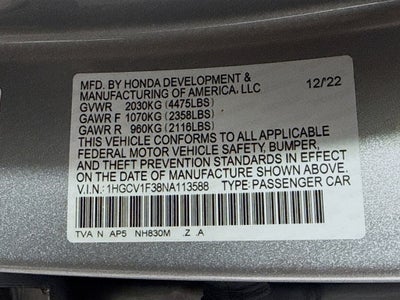 MFD. BY HONDA DEVELOPMENT &
MANUFACTURING OF AMERICA, LLC 12/22
GVWR 2030KG (4475LBS)
GAWR F 1070KG (2358LBS)
GAWR R 960KG (2116LBS)
THIS VEHICLE CONFORMS TO ALL APPLICABLE
FEDERAL MOTOR VEHICLE SAFETY, BUMPER,
AND THEFT PREVENTION STANDARDS IN
EFFECT ON THE DATE OF MANUFACTURE SHOWN ABOVE.
V.I.N.: 1HGCV1F38NA113588 TYPE: PASSENGER CAR
TVA N AP5 NH830M .Z .A